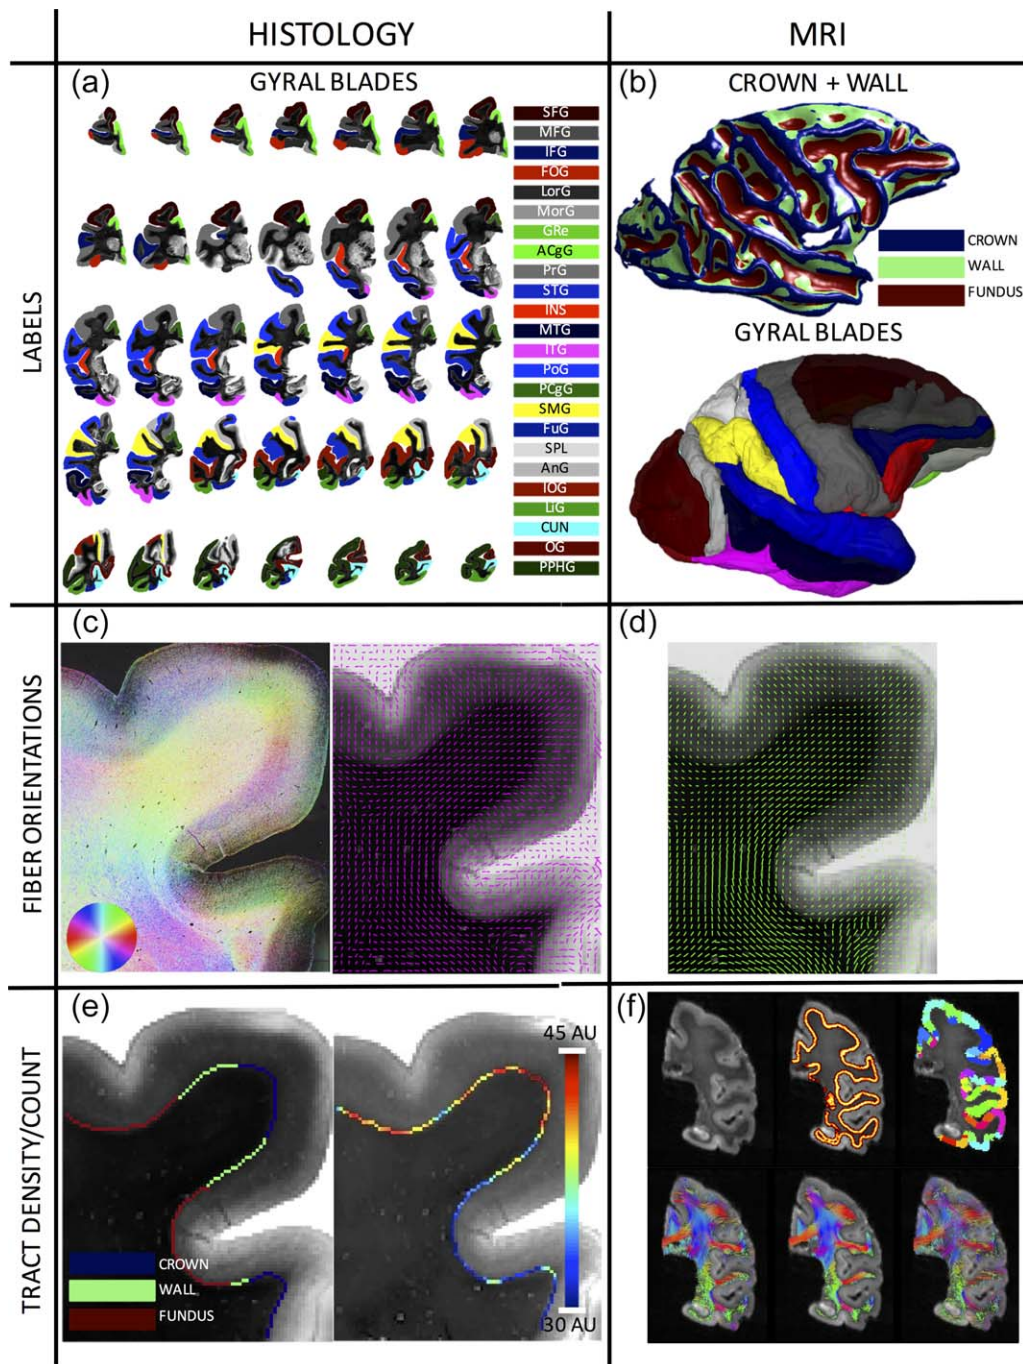 HISTOLOGY
MRI
LABELS
(a)
GYRAL BLADES
SFG
MFG
IFG
FOG
LorG
MorG
GRe
ACgG
PrG
STG
INS
MTG
ITG
PoG
PCgG
SMG
FuG
SPL
AnG
IOG
LiG
CUN
OG
PPHG
(b)
CROWN + WALL
CROWN
WALL
FUNDUS
GYRAL BLADES
FIBER ORIENTATIONS
(c)
(d)
TRACT DENSITY/COUNT
(e)
CROWN
WALL
FUNDUS
45 AU
30 AU
(f)